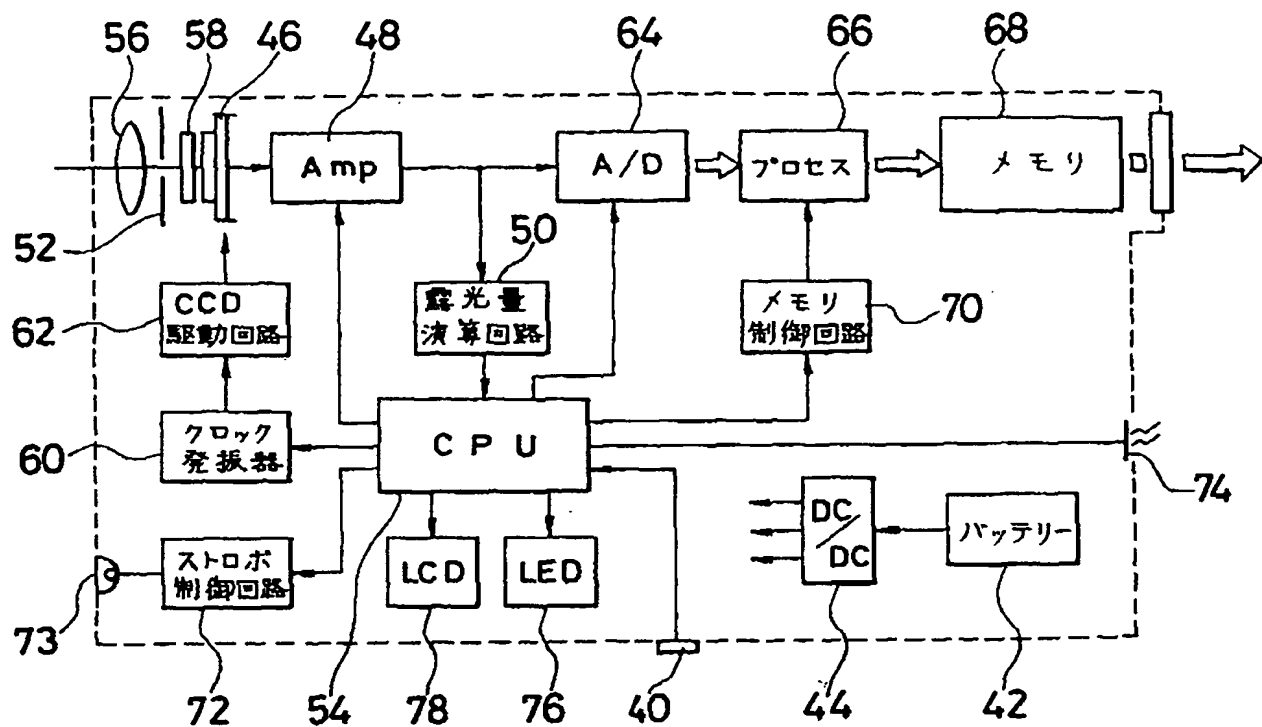 56
58
46
48
64
66
68
Amp
A/D
プロセス
メモリ
52
50
62
CCD
駆動回路
露光量
演算回路
メモリ
制御回路
70
60
クロック
発振器
CPU
74
73
ストロボ
制御回路
LCD
LED
DC/DC
バッテリー
72
54
78
76
40
44
42